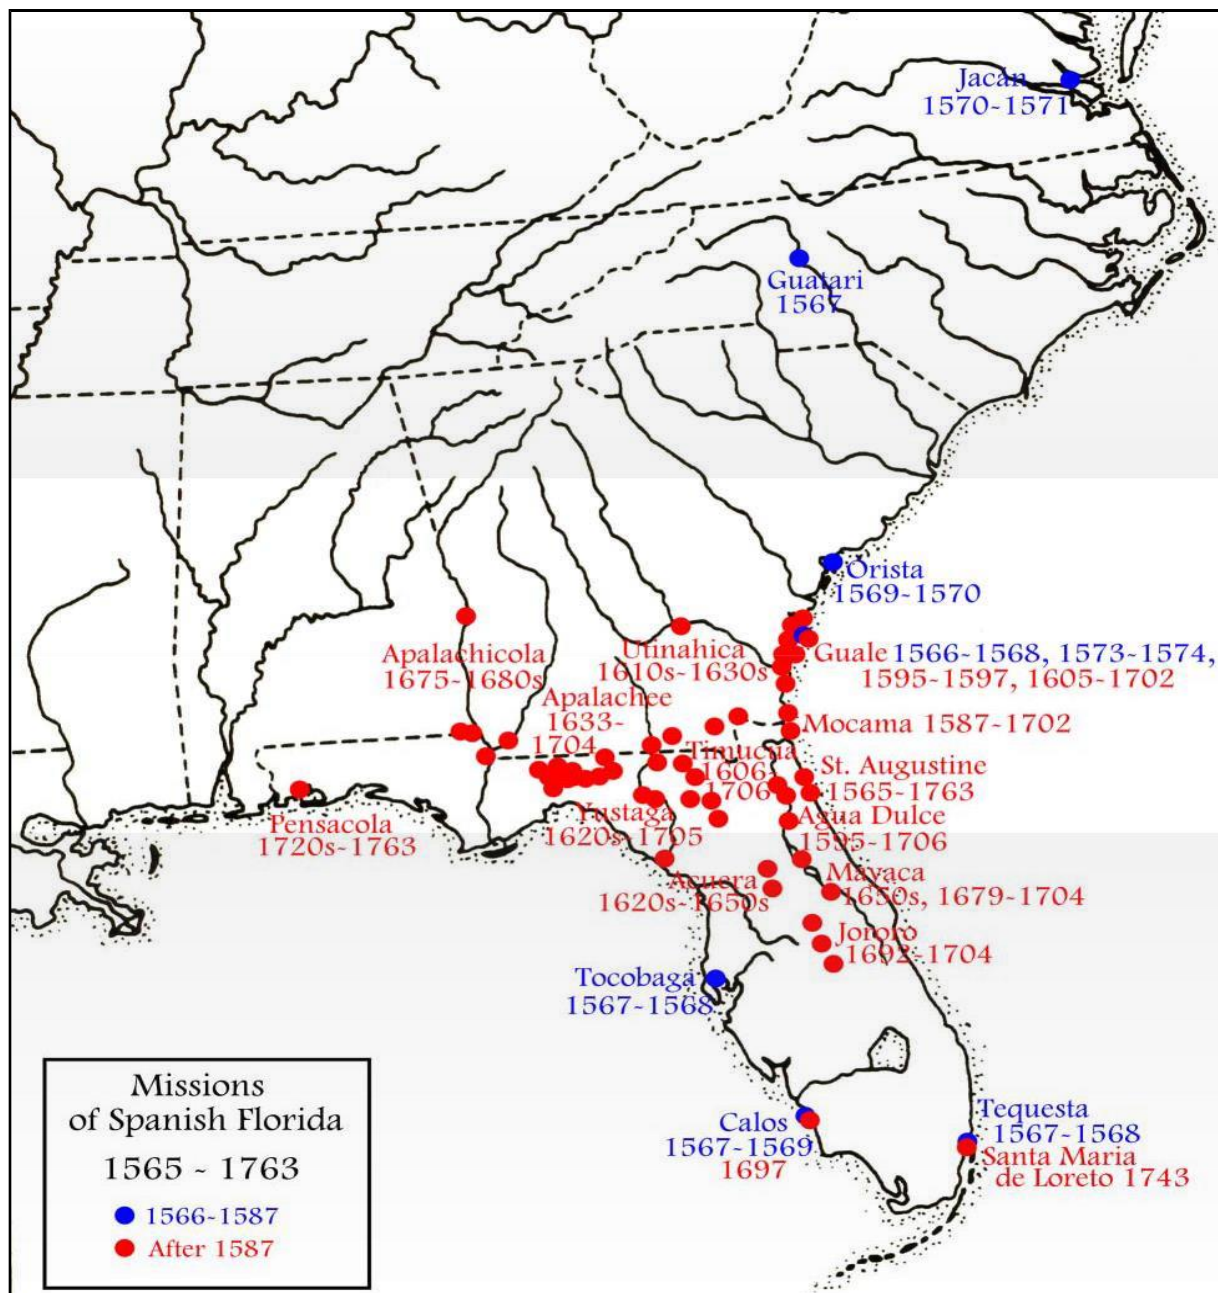 Jacán
1570-1571
Guatari
1567
Orista
1569-1570
Apalachicola
1675-1680s
Utinahica
1610s-1630s
Guale 1566-1568, 1573-1574,
1595-1597, 1605-1702
Apalachee
1633-
1704
Mocama 1587-1702
Timucua
1606-
1706
St. Augustine
1565-1763
Pensacola
1720s-1763
Yustaga
1620s-1705
Agua Dulce
1595-1706
Acuera
1620s-1650s
Mayaca
1650s, 1679-1704
Jororo
1692-1704
Tocobaga
1567-1568
Calos
1567-1569
1697
Tequesta
1567-1568
Santa Maria
de Loreto 1743
Missions
of Spanish Florida
1565 - 1763
1566-1587
After 1587